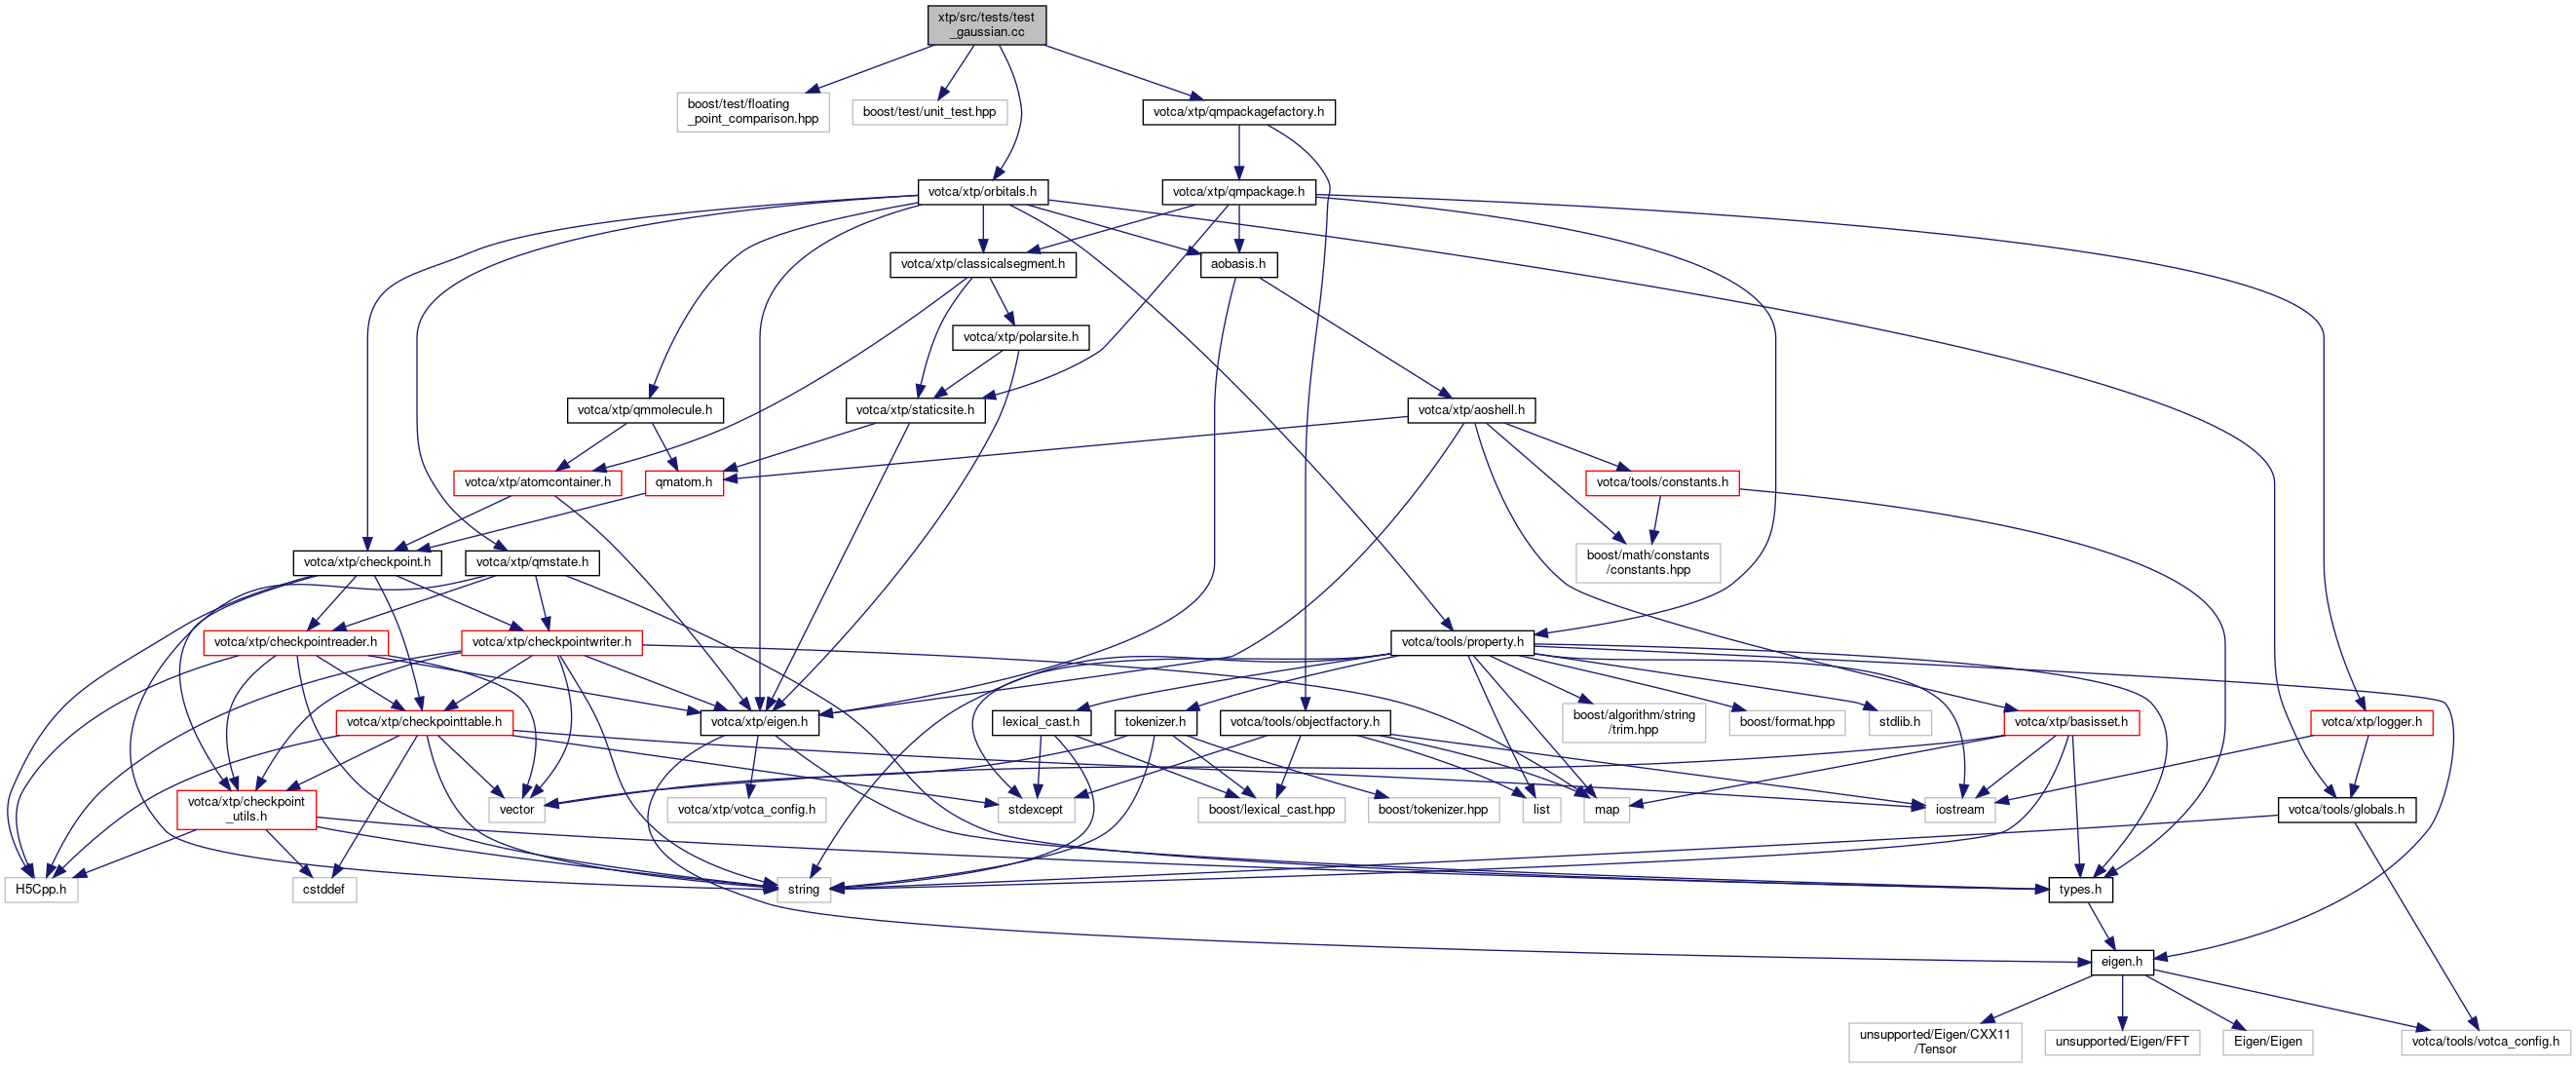 xtp/src/tests/test
_gaussian.cc
boost/test/floating
_point_comparison.hpp
boost/test/unit_test.hpp
votca/xtp/qmpackagefactory.h
votca/xtp/orbitals.h
votca/xtp/qmpackage.h
votca/xtp/classicalsegment.h
aobasis.h
votca/xtp/polarsite.h
votca/xtp/qmmolecule.h
votca/xtp/staticsite.h
votca/xtp/aoshell.h
votca/xtp/atomcontainer.h
qmatom.h
votca/tools/constants.h
votca/xtp/checkpoint.h
votca/xtp/qmstate.h
boost/math/constants
/constants.hpp
votca/xtp/checkpointreader.h
votca/xtp/checkpointwriter.h
votca/tools/property.h
votca/xtp/checkpointtable.h
votca/xtp/eigen.h
lexical_cast.h
tokenizer.h
votca/tools/objectfactory.h
boost/algorithm/string
/trim.hpp
boost/format.hpp
stdlib.h
votca/xtp/basisset.h
votca/xtp/logger.h
votca/xtp/checkpoint
_utils.h
vector
votca/xtp/votca_config.h
stdexcept
boost/lexical_cast.hpp
boost/tokenizer.hpp
list
map
iostream
votca/tools/globals.h
H5Cpp.h
cstddef
string
types.h
eigen.h
unsupported/Eigen/CXX11
/Tensor
unsupported/Eigen/FFT
Eigen/Eigen
votca/tools/votca_config.h